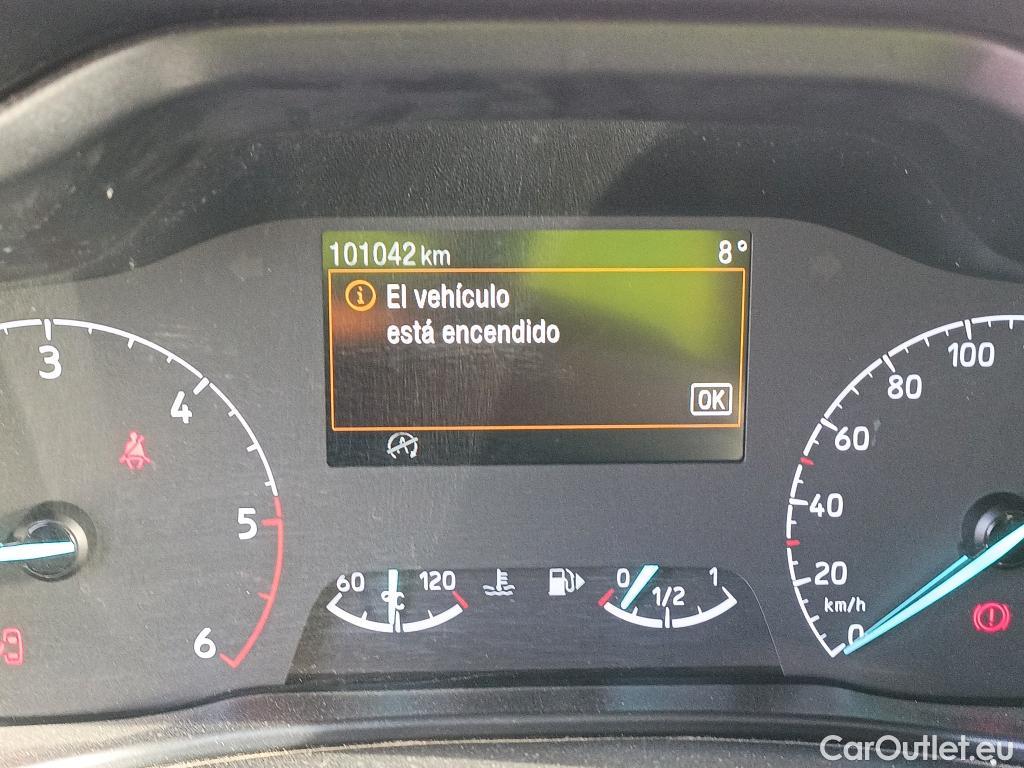 101042 km 8°
El vehículo
está encendido
OK
3
4
5
6
60 °C 120
0 1/2 1
0
20
40
60
80
100
km/h
CarOutlet.eu